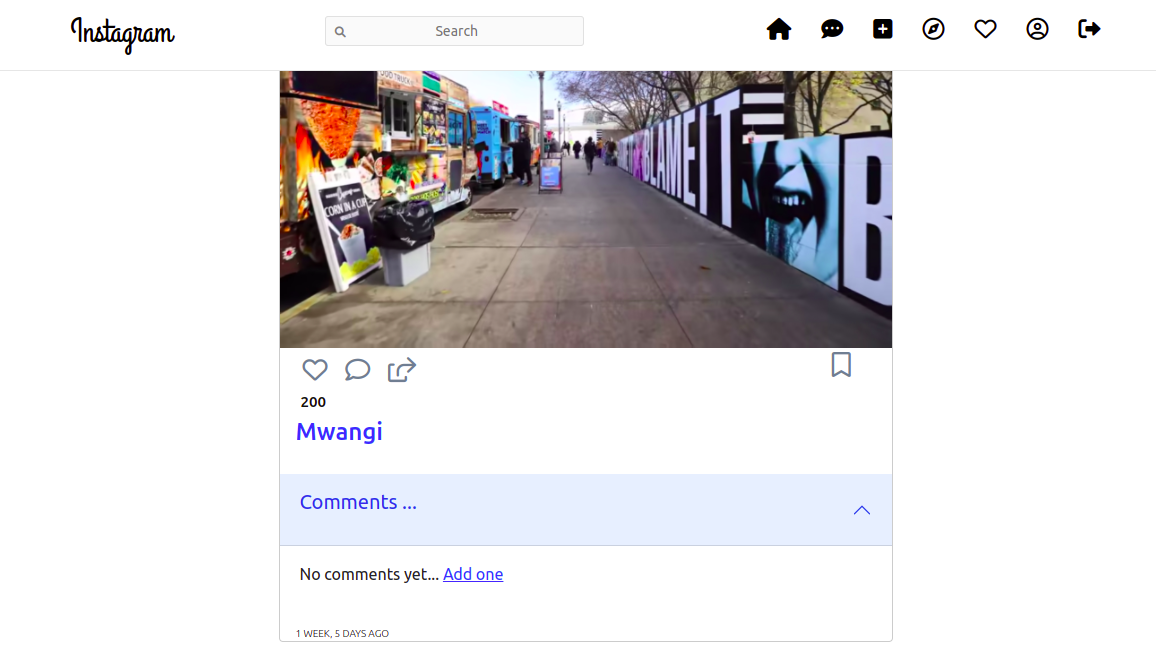 Instagram
Search
FOOD TRUCK
CORN IN A CUP
BLAME IT
B
200
Mwangi
Comments ...
No comments yet... Add one
1 WEEK, 5 DAYS AGO